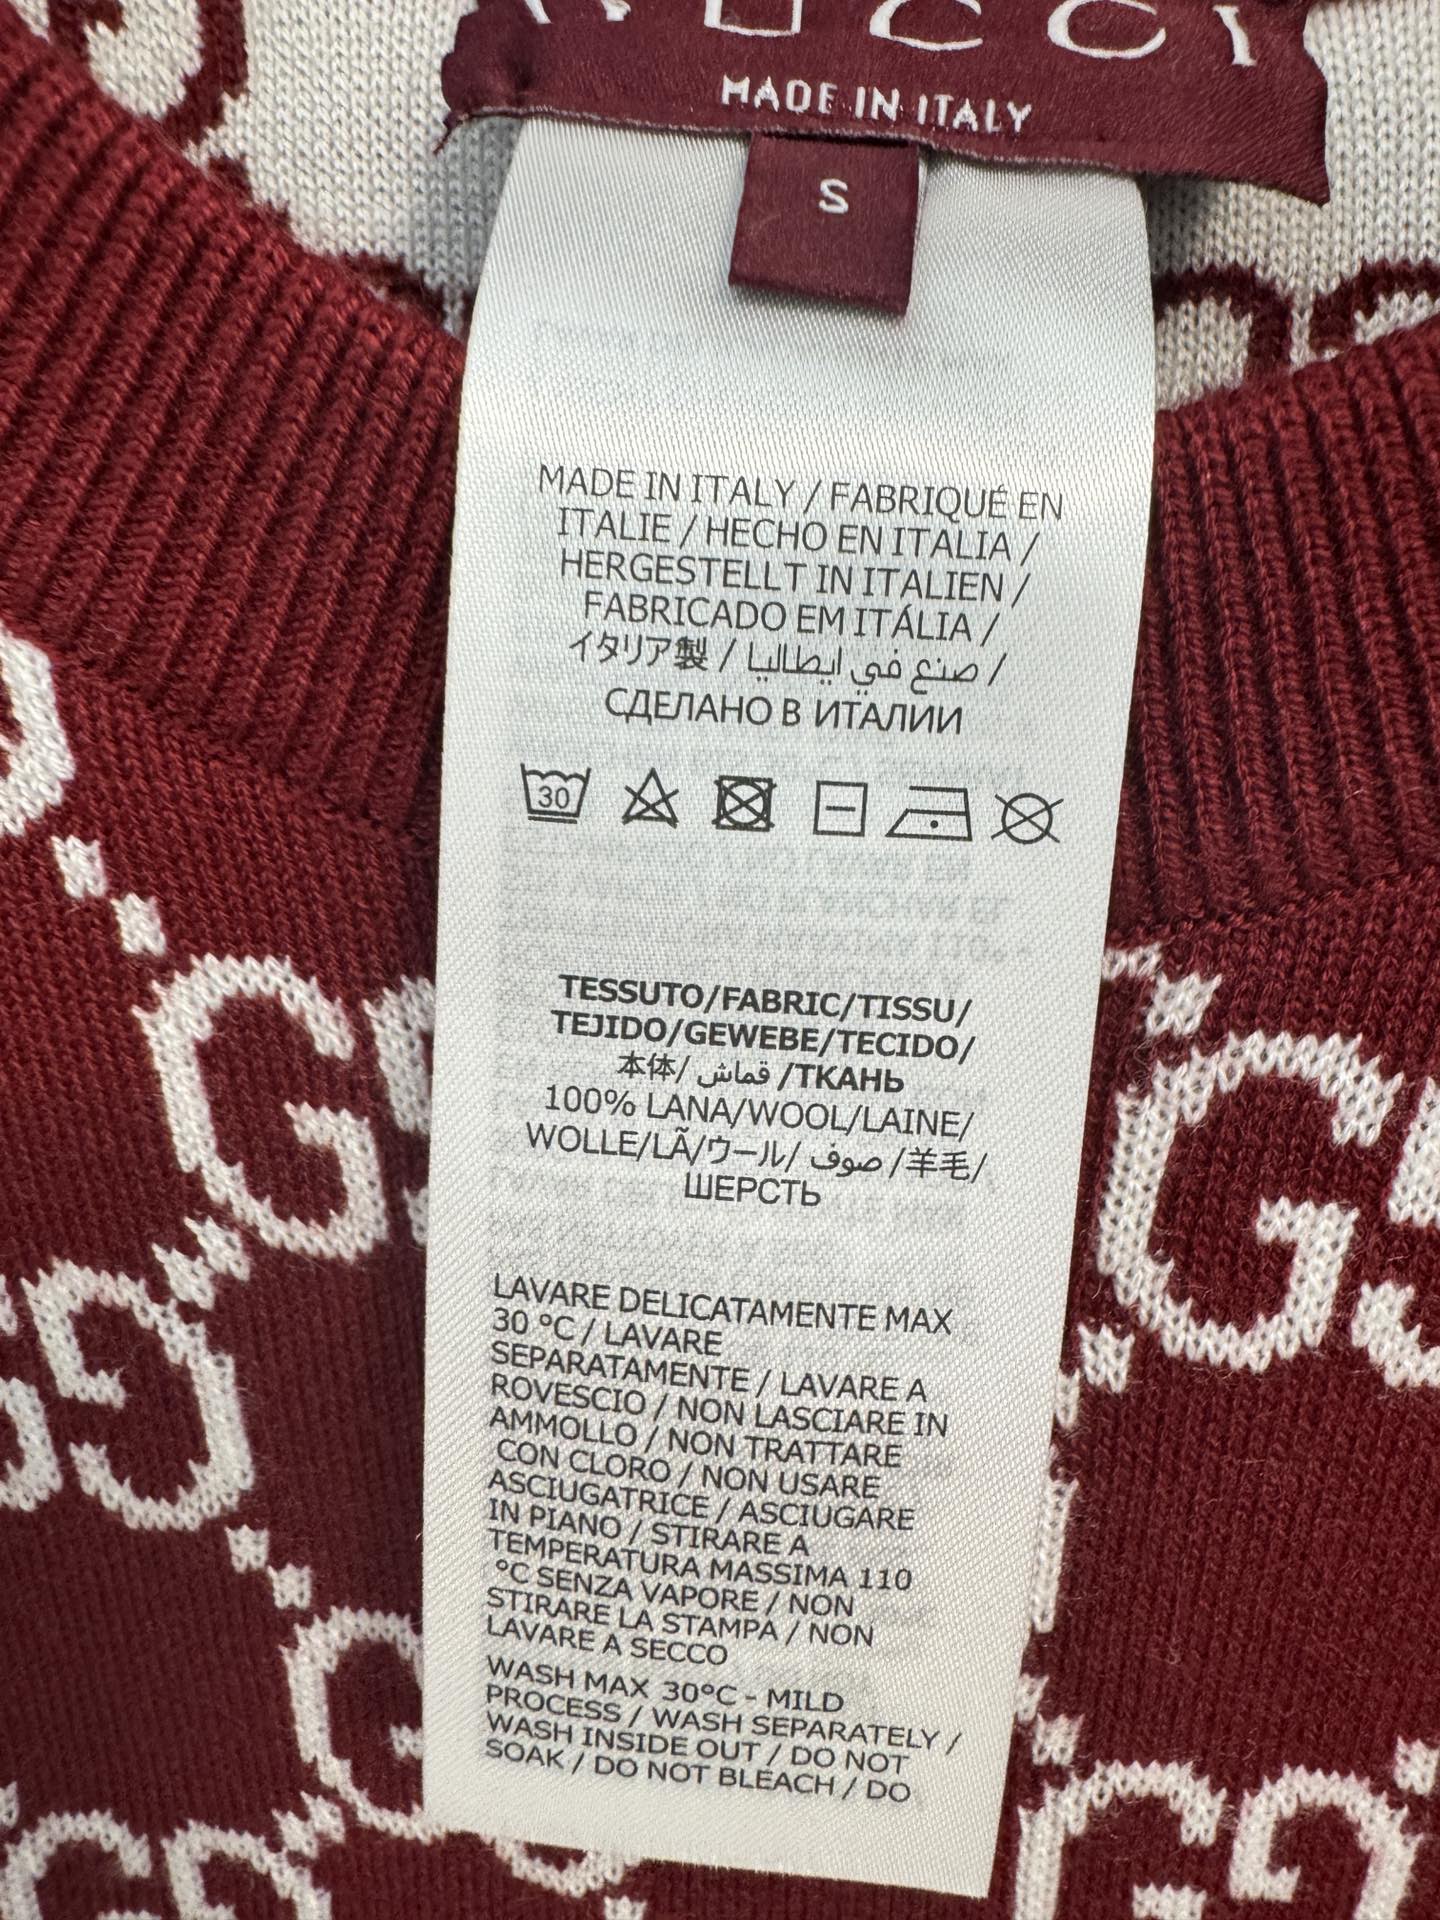 GUCCI
MADE IN ITALY
S
MADE IN ITALY / FABRIQUÉ EN
ITALIE / HECHO EN ITALIA /
HERGESTELLT IN ITALIEN /
FABRICADO EM ITÁLIA /
イタリア製 / صنع في ايطاليا /
СДЕЛАНО В ИТАЛИИ
30
TESSUTO/FABRIC/TISSU/
TEJIDO/GEWEBE/TECIDO/
本体/ قماش /ТКАНЬ
100% LANA/WOOL/LAINE/
WOLLE/LÃ/ウール/ صوف /羊毛/
ШЕРСТЬ
LAVARE DELICATAMENTE MAX
30 °C / LAVARE
SEPARATAMENTE / LAVARE A
ROVESCIO / NON LASCIARE IN
AMMOLLO / NON TRATTARE
CON CLORO / NON USARE
ASCIUGATRICE / ASCIUGARE
IN PIANO / STIRARE A
TEMPERATURA MASSIMA 110
°C SENZA VAPORE / NON
STIRARE LA STAMPA / NON
LAVARE A SECCO
WASH MAX 30°C - MILD
PROCESS / WASH SEPARATELY /
WASH INSIDE OUT / DO NOT
SOAK / DO NOT BLEACH / DO